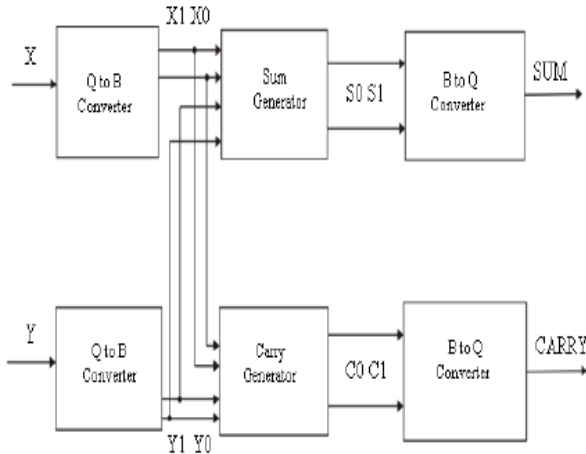 X1 X0
X
Q to B
Converter
Sum
Generator
S0 S1
B to Q
Converter
SUM
Y
Q to B
Converter
Carry
Generator
C0 C1
B to Q
Converter
CARRY
Y1 Y0